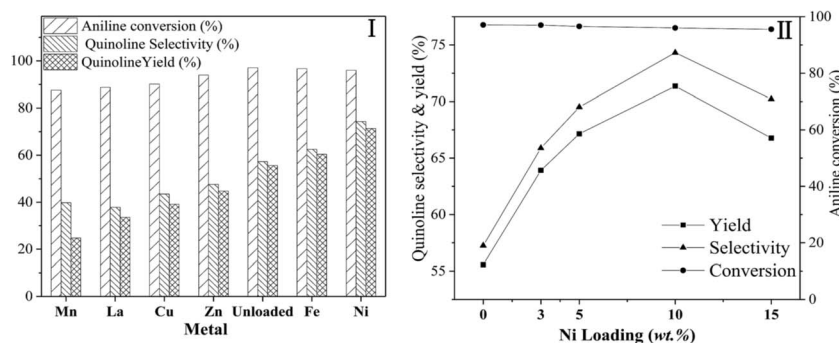 I
Aniline conversion (%)
Quinoline Selectivity (%)
QuinolineYield (%)
100
80
60
40
20
0
Mn La Cu Zn Unloaded Fe Ni
Metal
II
Quinoline selectivity & yield (%)
75
70
65
60
55
Yield
Selectivity
Conversion
100
80
60
40
20
0
Aniline conversion (%)
0 3 5 10 15
Ni Loading (wt.%)